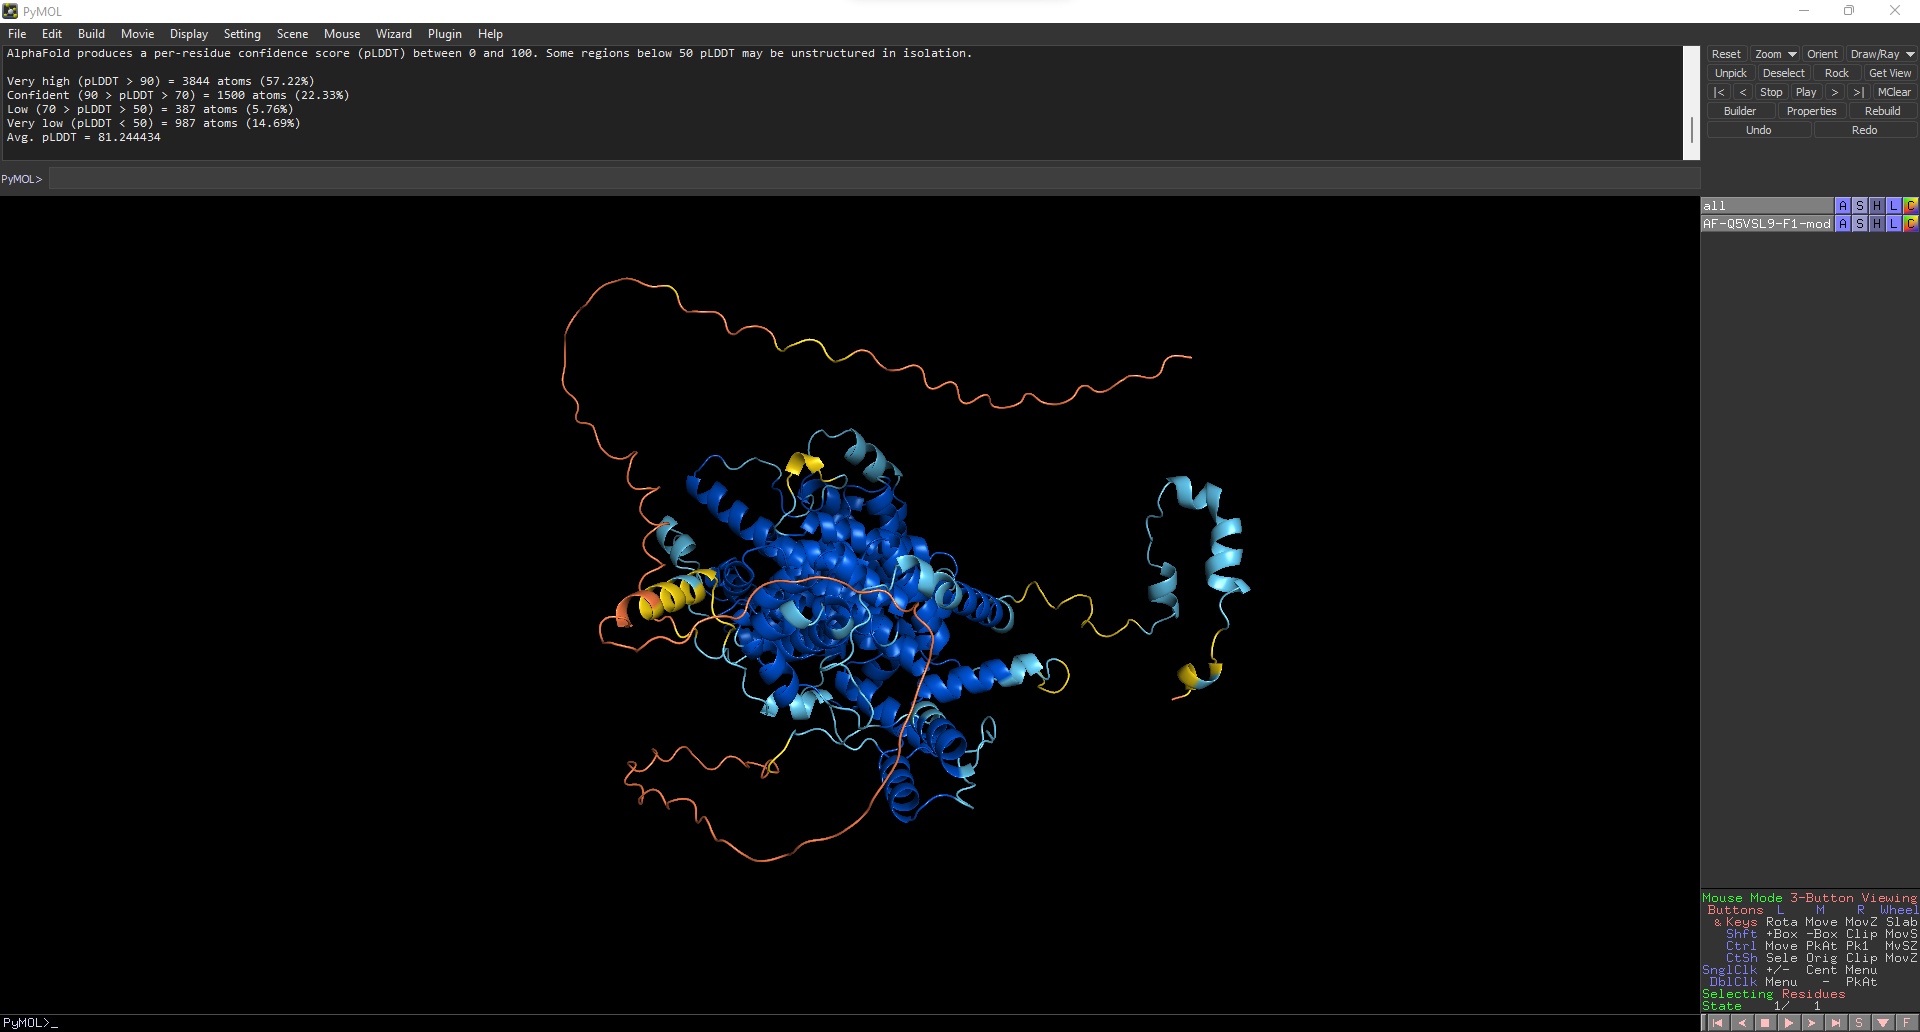 PyMOL
File Edit Build Movie Display Setting Scene Mouse Wizard Plugin Help
AlphaFold produces a per-residue confidence score (pLDDT) between 0 and 100. Some regions below 50 pLDDT may be unstructured in isolation.
Very high (pLDDT > 90) = 3844 atoms (57.22%)
Confident (90 > pLDDT > 70) = 1500 atoms (22.33%)
Low (70 > pLDDT > 50) = 387 atoms (5.76%)
Very low (pLDDT < 50) = 987 atoms (14.69%)
Avg. pLDDT = 81.244434
PyMOL>
Reset Zoom Orient Draw/Ray
Unpick Deselect Rock Get View
|< < Stop Play > >| MClear
Builder Properties Rebuild
Undo Redo
all A S H L C
AF-Q5VSL9-F1-mod A S H L C
Mouse Mode 3-Button Viewing
Buttons L M R Wheel
& Keys Rota Move MovZ Slab
Shft +Box -Box Clip MovS
Ctrl Move PkAt Pk1 MvSZ
CtSh Sele Orig Clip MovZ
SnglClk +/- Cent Menu
DblClk Menu - PkAt
Selecting Residues
State 1/ 1
PyMOL>_
S F